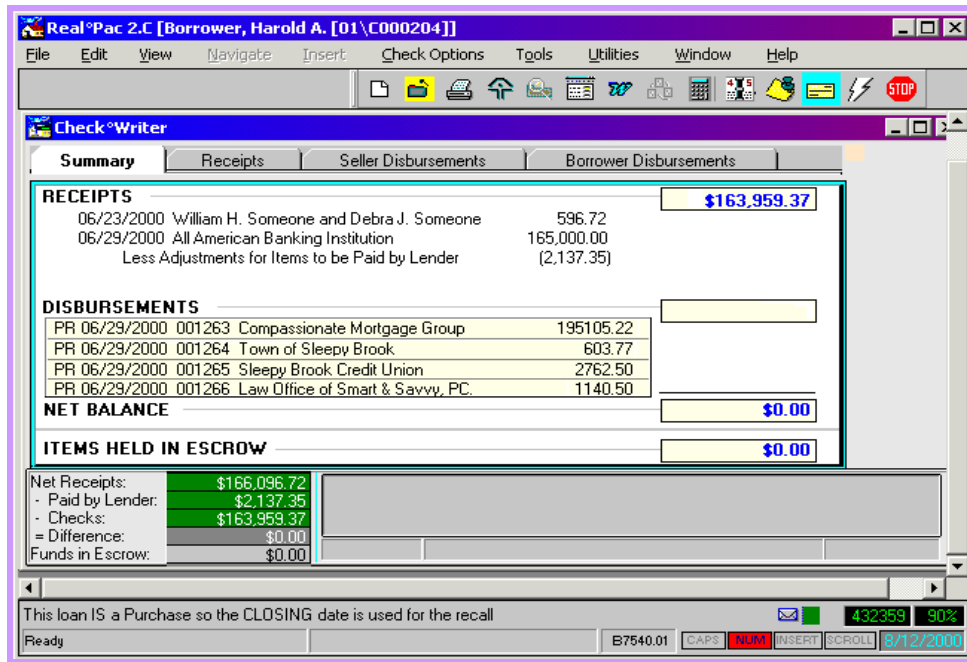 Real°Pac 2.C [Borrower, Harold A. [01\C000204]]
File Edit View Navigate Insert Check Options Tools Utilities Window Help
STOP
Check°Writer
Summary Receipts Seller Disbursements Borrower Disbursements
RECEIPTS $163,959.37
06/23/2000 William H. Someone and Debra J. Someone 596.72
06/29/2000 All American Banking Institution 165,000.00
Less Adjustments for Items to be Paid by Lender (2,137.35)
DISBURSEMENTS
PR 06/29/2000 001263 Compassionate Mortgage Group 195105.22
PR 06/29/2000 001264 Town of Sleepy Brook 603.77
PR 06/29/2000 001265 Sleepy Brook Credit Union 2762.50
PR 06/29/2000 001266 Law Office of Smart & Savvy, PC. 1140.50
NET BALANCE $0.00
ITEMS HELD IN ESCROW $0.00
Net Receipts: $166,096.72
- Paid by Lender: $2,137.35
- Checks: $163,959.37
= Difference: $0.00
Funds in Escrow: $0.00
This loan IS a Purchase so the CLOSING date is used for the recall 432359 90%
Ready B7540.01 CAPS NUM INSERT SCROLL 8/12/2000